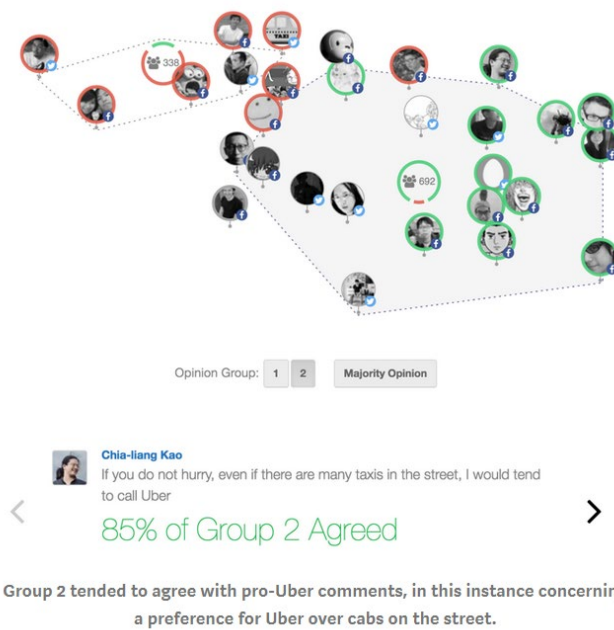 TAXI
338
692
Opinion Group: 1 2 Majority Opinion
Chia-liang Kao
If you do not hurry, even if there are many taxis in the street, I would tend
to call Uber
85% of Group 2 Agreed
Group 2 tended to agree with pro-Uber comments, in this instance concernin
a preference for Uber over cabs on the street.